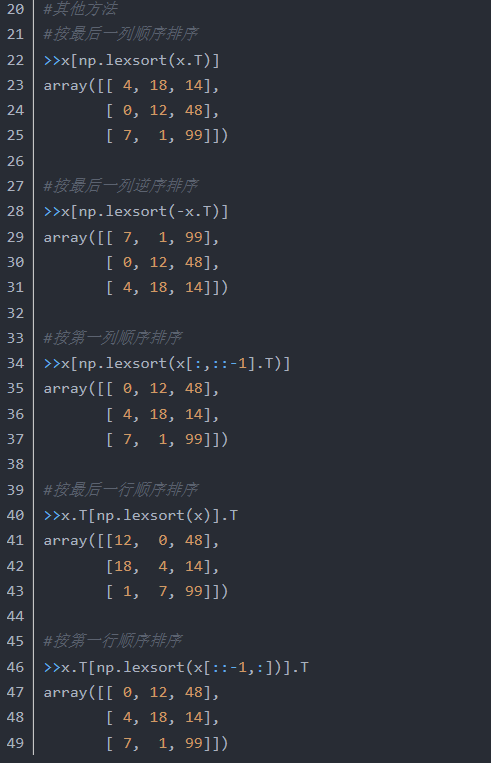 20 #其他方法
21 #按最后一列顺序排序
22 >>x[np.lexsort(x.T)]
23 array([[ 4, 18, 14],
24        [ 0, 12, 48],
25        [ 7,  1, 99]])
26
27 #按最后一列逆序排序
28 >>x[np.lexsort(-x.T)]
29 array([[ 7,  1, 99],
30        [ 0, 12, 48],
31        [ 4, 18, 14]])
32
33 #按第一列顺序排序
34 >>x[np.lexsort(x[:,::-1].T)]
35 array([[ 0, 12, 48],
36        [ 4, 18, 14],
37        [ 7,  1, 99]])
38
39 #按最后一行顺序排序
40 >>x.T[np.lexsort(x)].T
41 array([[12,  0, 48],
42        [18,  4, 14],
43        [ 1,  7, 99]])
44
45 #按第一行顺序排序
46 >>x.T[np.lexsort(x[::-1,:])].T
47 array([[ 0, 12, 48],
48        [ 4, 18, 14],
49        [ 7,  1, 99]])